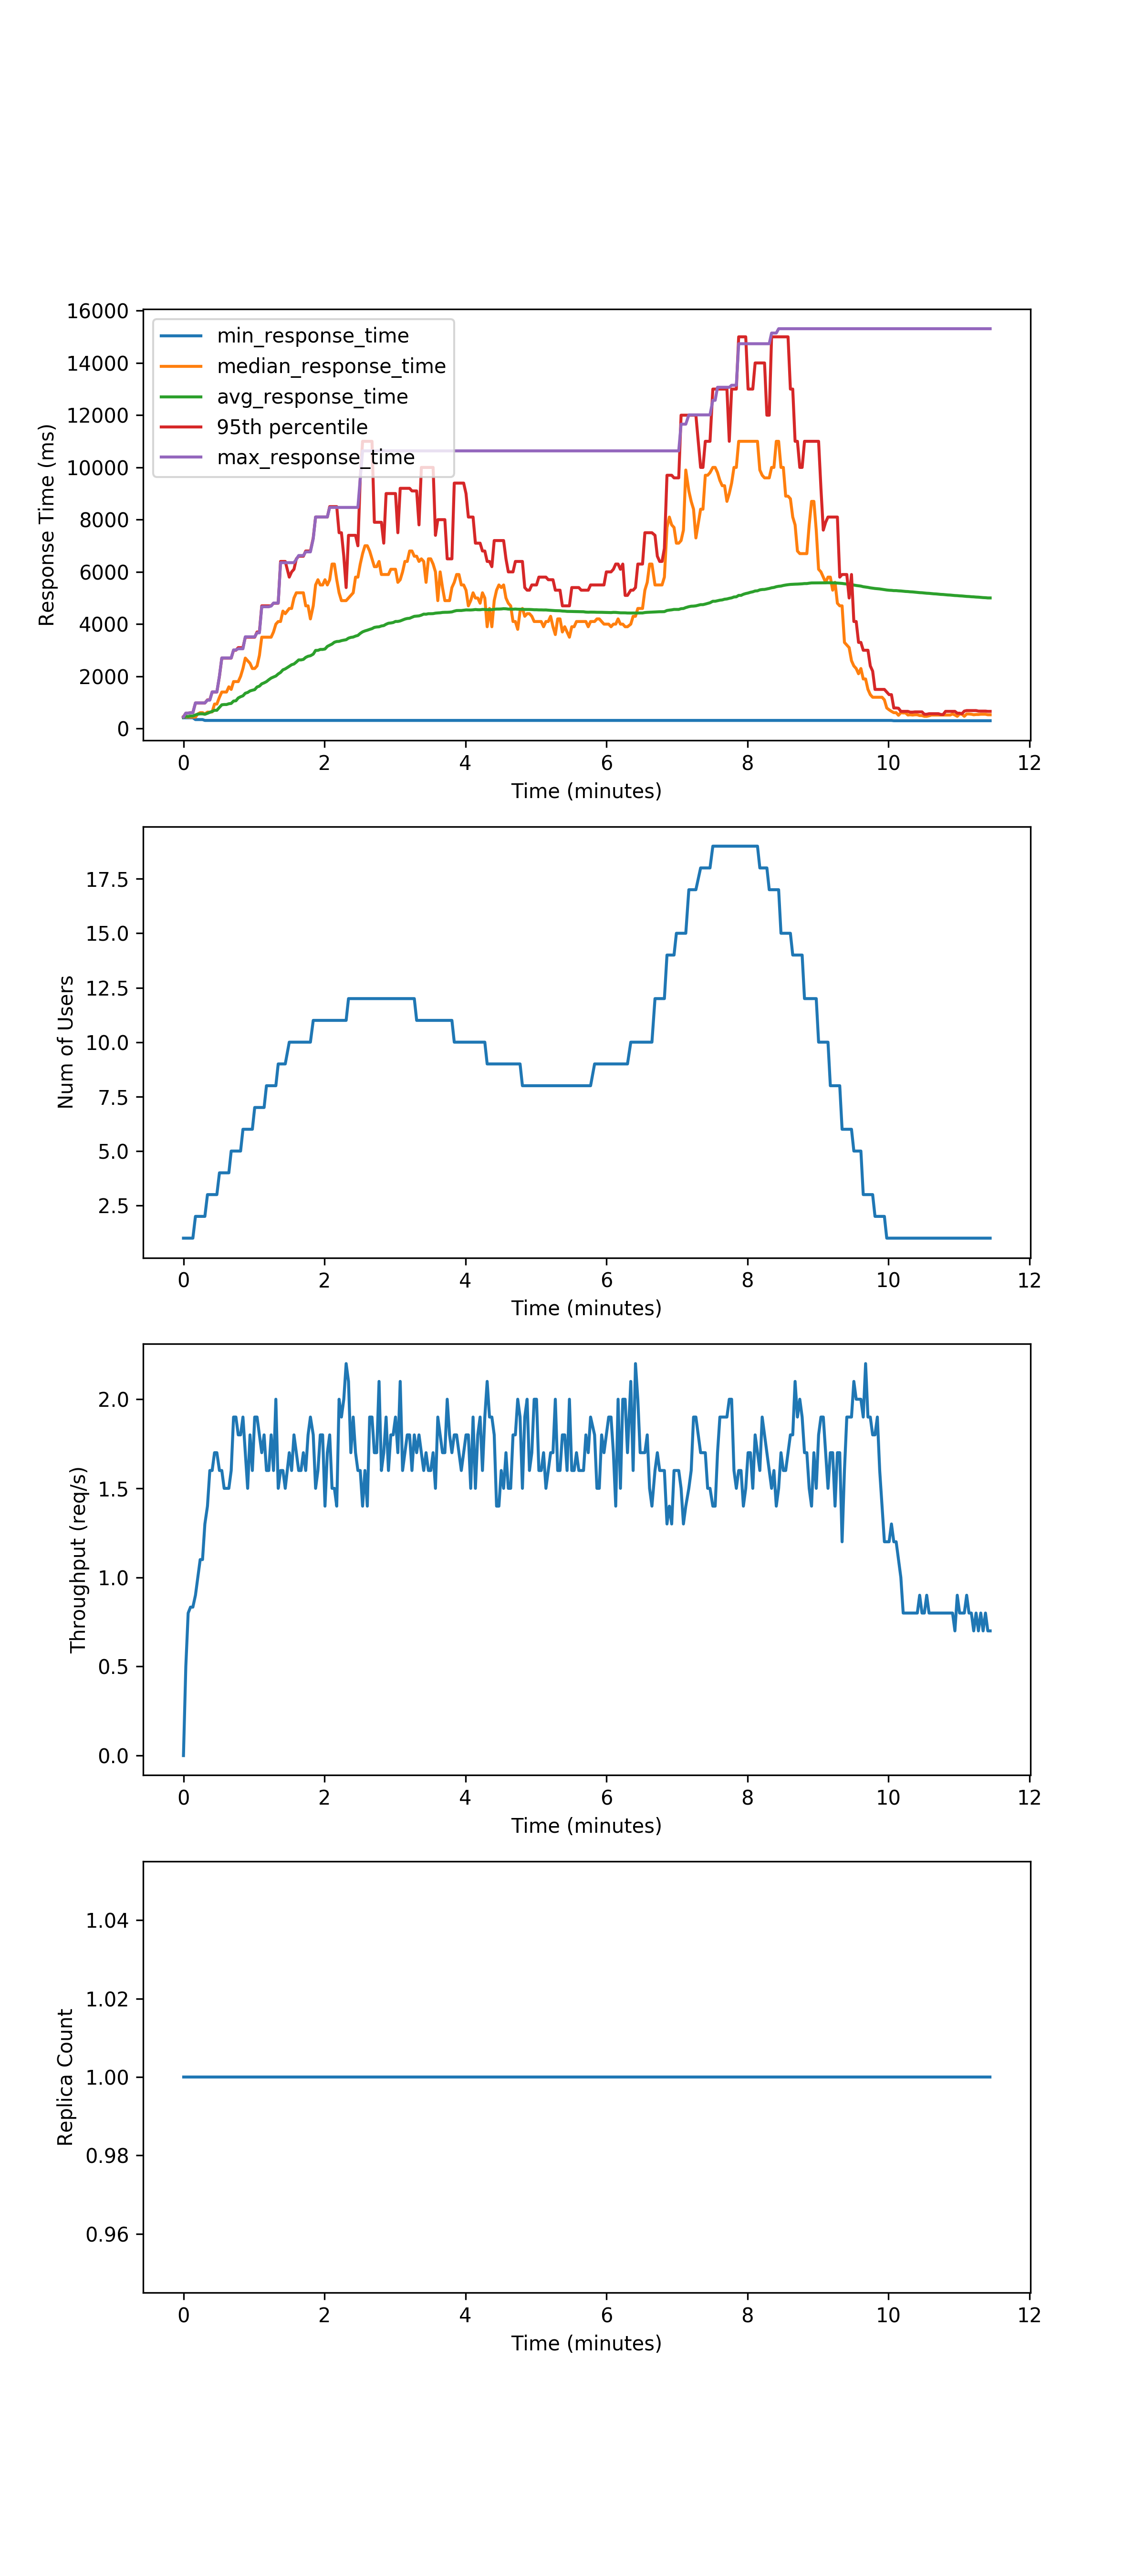 16000
14000
12000
10000
8000
6000
4000
2000
0
Response Time (ms)
min_response_time
median_response_time
avg_response_time
95th percentile
max_response_time
0 2 4 6 8 10 12
Time (minutes)
17.5
15.0
12.5
10.0
7.5
5.0
2.5
Num of Users
0 2 4 6 8 10 12
Time (minutes)
2.0
1.5
1.0
0.5
0.0
Throughput (req/s)
0 2 4 6 8 10 12
Time (minutes)
1.04
1.02
1.00
0.98
0.96
Replica Count
0 2 4 6 8 10 12
Time (minutes)